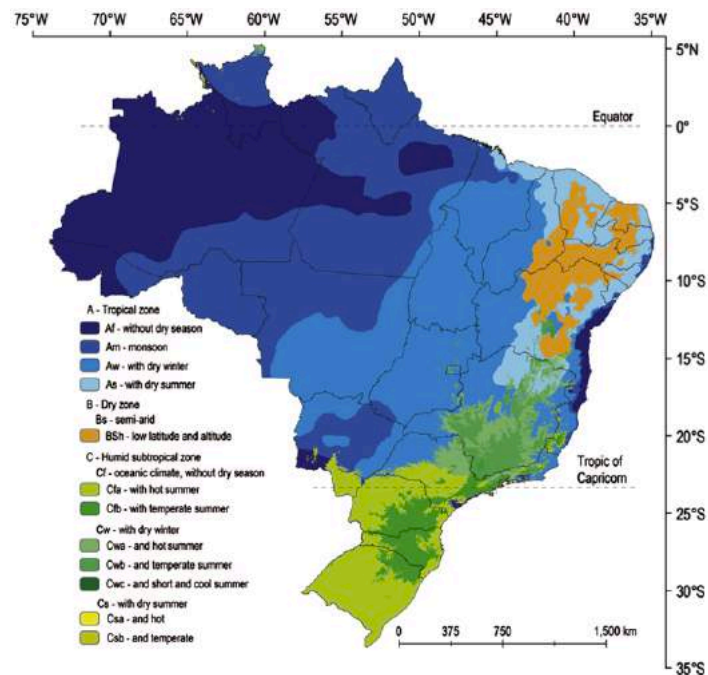 75°W 70°W 65°W 60°W 55°W 50°W 45°W 40°W 35°W
5°N
Equator
0°
5°S
10°S
A - Tropical zone
Af - without dry season
Am - monsoon
Aw - with dry winter
As - with dry summer
15°S
B - Dry zone
Bs - semi-arid
BSh - low latitude and altitude
20°S
C - Humid subtropical zone
Cf - oceanic climate, without dry season
Cfa - with hot summer
Cfb - with temperate summer
Tropic of
Capricorn
25°S
Cw - with dry winter
Cwa - and hot summer
Cwb - and temperate summer
Cwc - and short and cool summer
30°S
Cs - with dry summer
Csa - and hot
Csb - and temperate
0 375 750 1,500 km
35°S